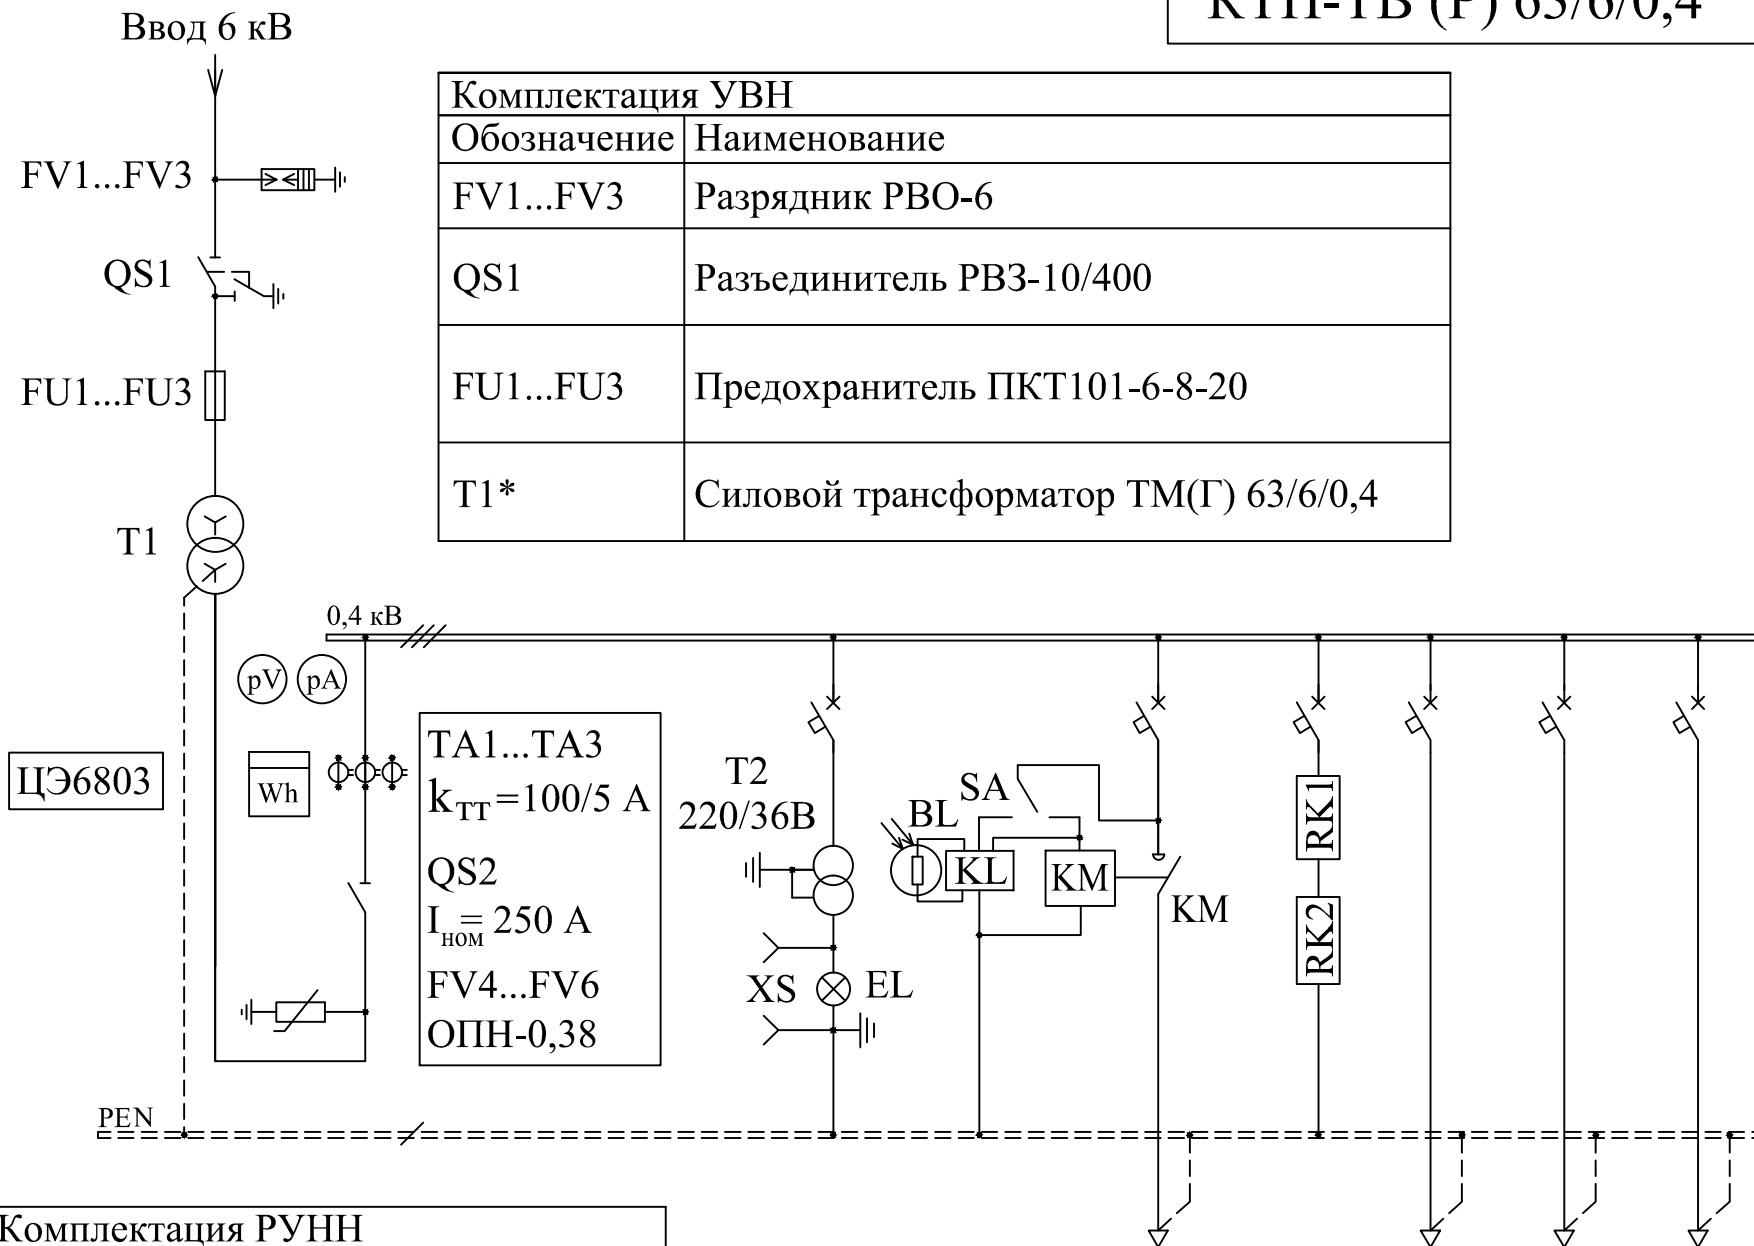 КТП-ТВ (Р) 63/6/0,4
Ввод 6 кВ
Комплектация УВН
Обозначение Наименование
FV1...FV3 Разрядник РВО-6
QS1 Разъединитель РВЗ-10/400
FU1...FU3 Предохранитель ПКТ101-6-8-20
T1* Силовой трансформатор ТМ(Г) 63/6/0,4
FV1...FV3
QS1
FU1...FU3
T1
0,4 кВ
pV pA
ЦЭ6803
Wh
TA1...TA3
kТТ=100/5 А
QS2
Iном= 250 А
FV4...FV6
ОПН-0,38
T2
220/36В
XS EL
BL
SA
KL
KM
KM
RK1
RK2
PEN
Комплектация РУНН